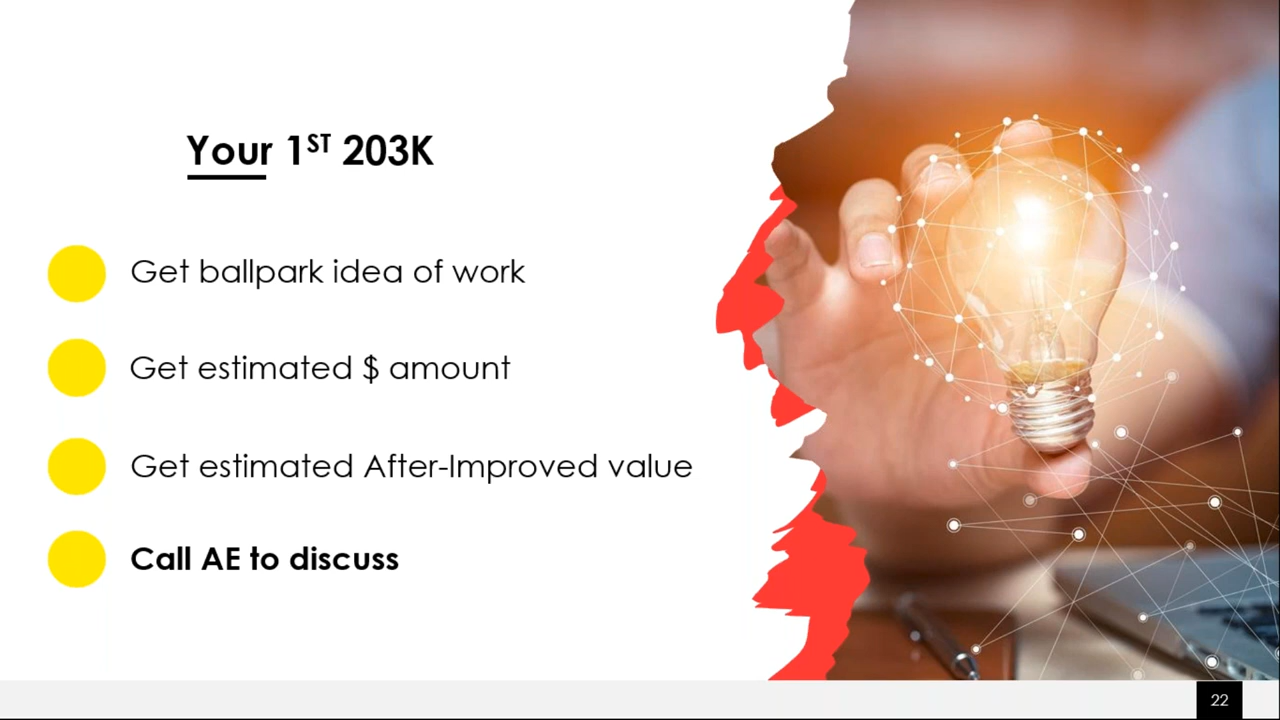 Your 1ST 203K
Get ballpark idea of work
Get estimated $ amount
Get estimated After-Improved value
Call AE to discuss
22